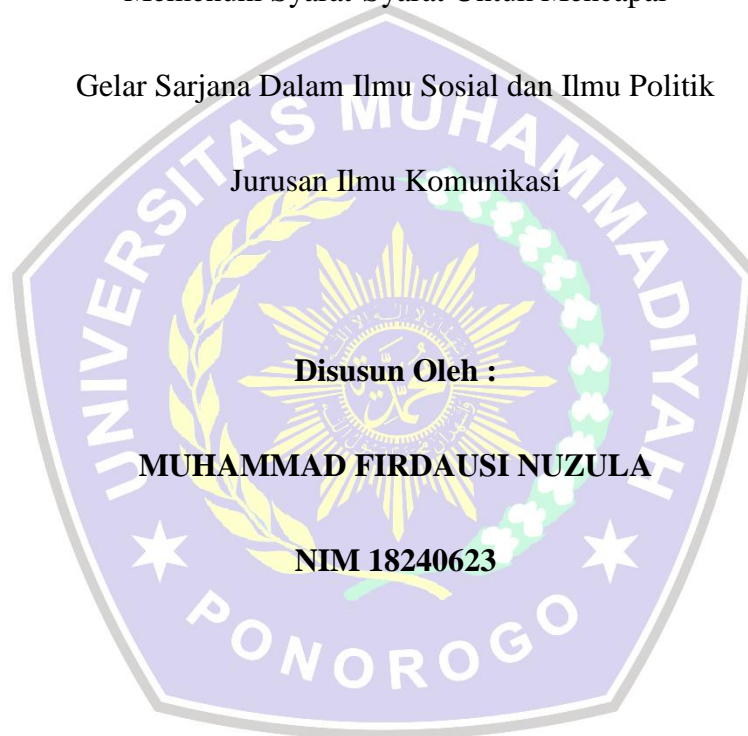 Gelar Sarjana Dalam Ilmu Sosial dan Ilmu Politik
Jurusan Ilmu Komunikasi
Disusun Oleh :
MUHAMMAD FIRDAUSI NUZULA
NIM 18240623
UNIVERSITAS MUHAMMADIYAH
PONOROGO